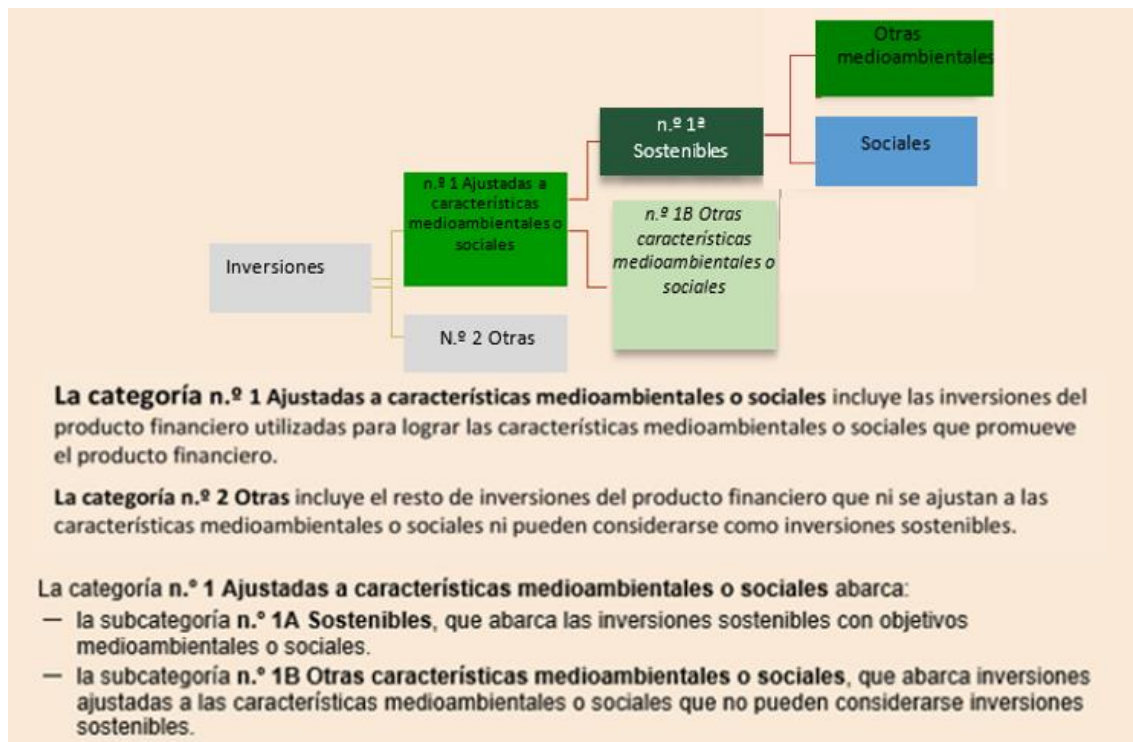 Otras
medioambientales
n.º 1ª
Sostenibles
Sociales
n.º 1 Ajustadas a
características
medioambientales o
sociales
n.º 1B Otras
características
medioambientales o
sociales
Inversiones
N.º 2 Otras
La categoría n.º 1 Ajustadas a características medioambientales o sociales incluye las inversiones del
producto financiero utilizadas para lograr las características medioambientales o sociales que promueve
el producto financiero.
La categoría n.º 2 Otras incluye el resto de inversiones del producto financiero que ni se ajustan a las
características medioambientales o sociales ni pueden considerarse como inversiones sostenibles.
La categoría n.º 1 Ajustadas a características medioambientales o sociales abarca:
— la subcategoría n.º 1A Sostenibles, que abarca las inversiones sostenibles con objetivos
medioambientales o sociales.
— la subcategoría n.º 1B Otras características medioambientales o sociales, que abarca inversiones
ajustadas a las características medioambientales o sociales que no pueden considerarse inversiones
sostenibles.